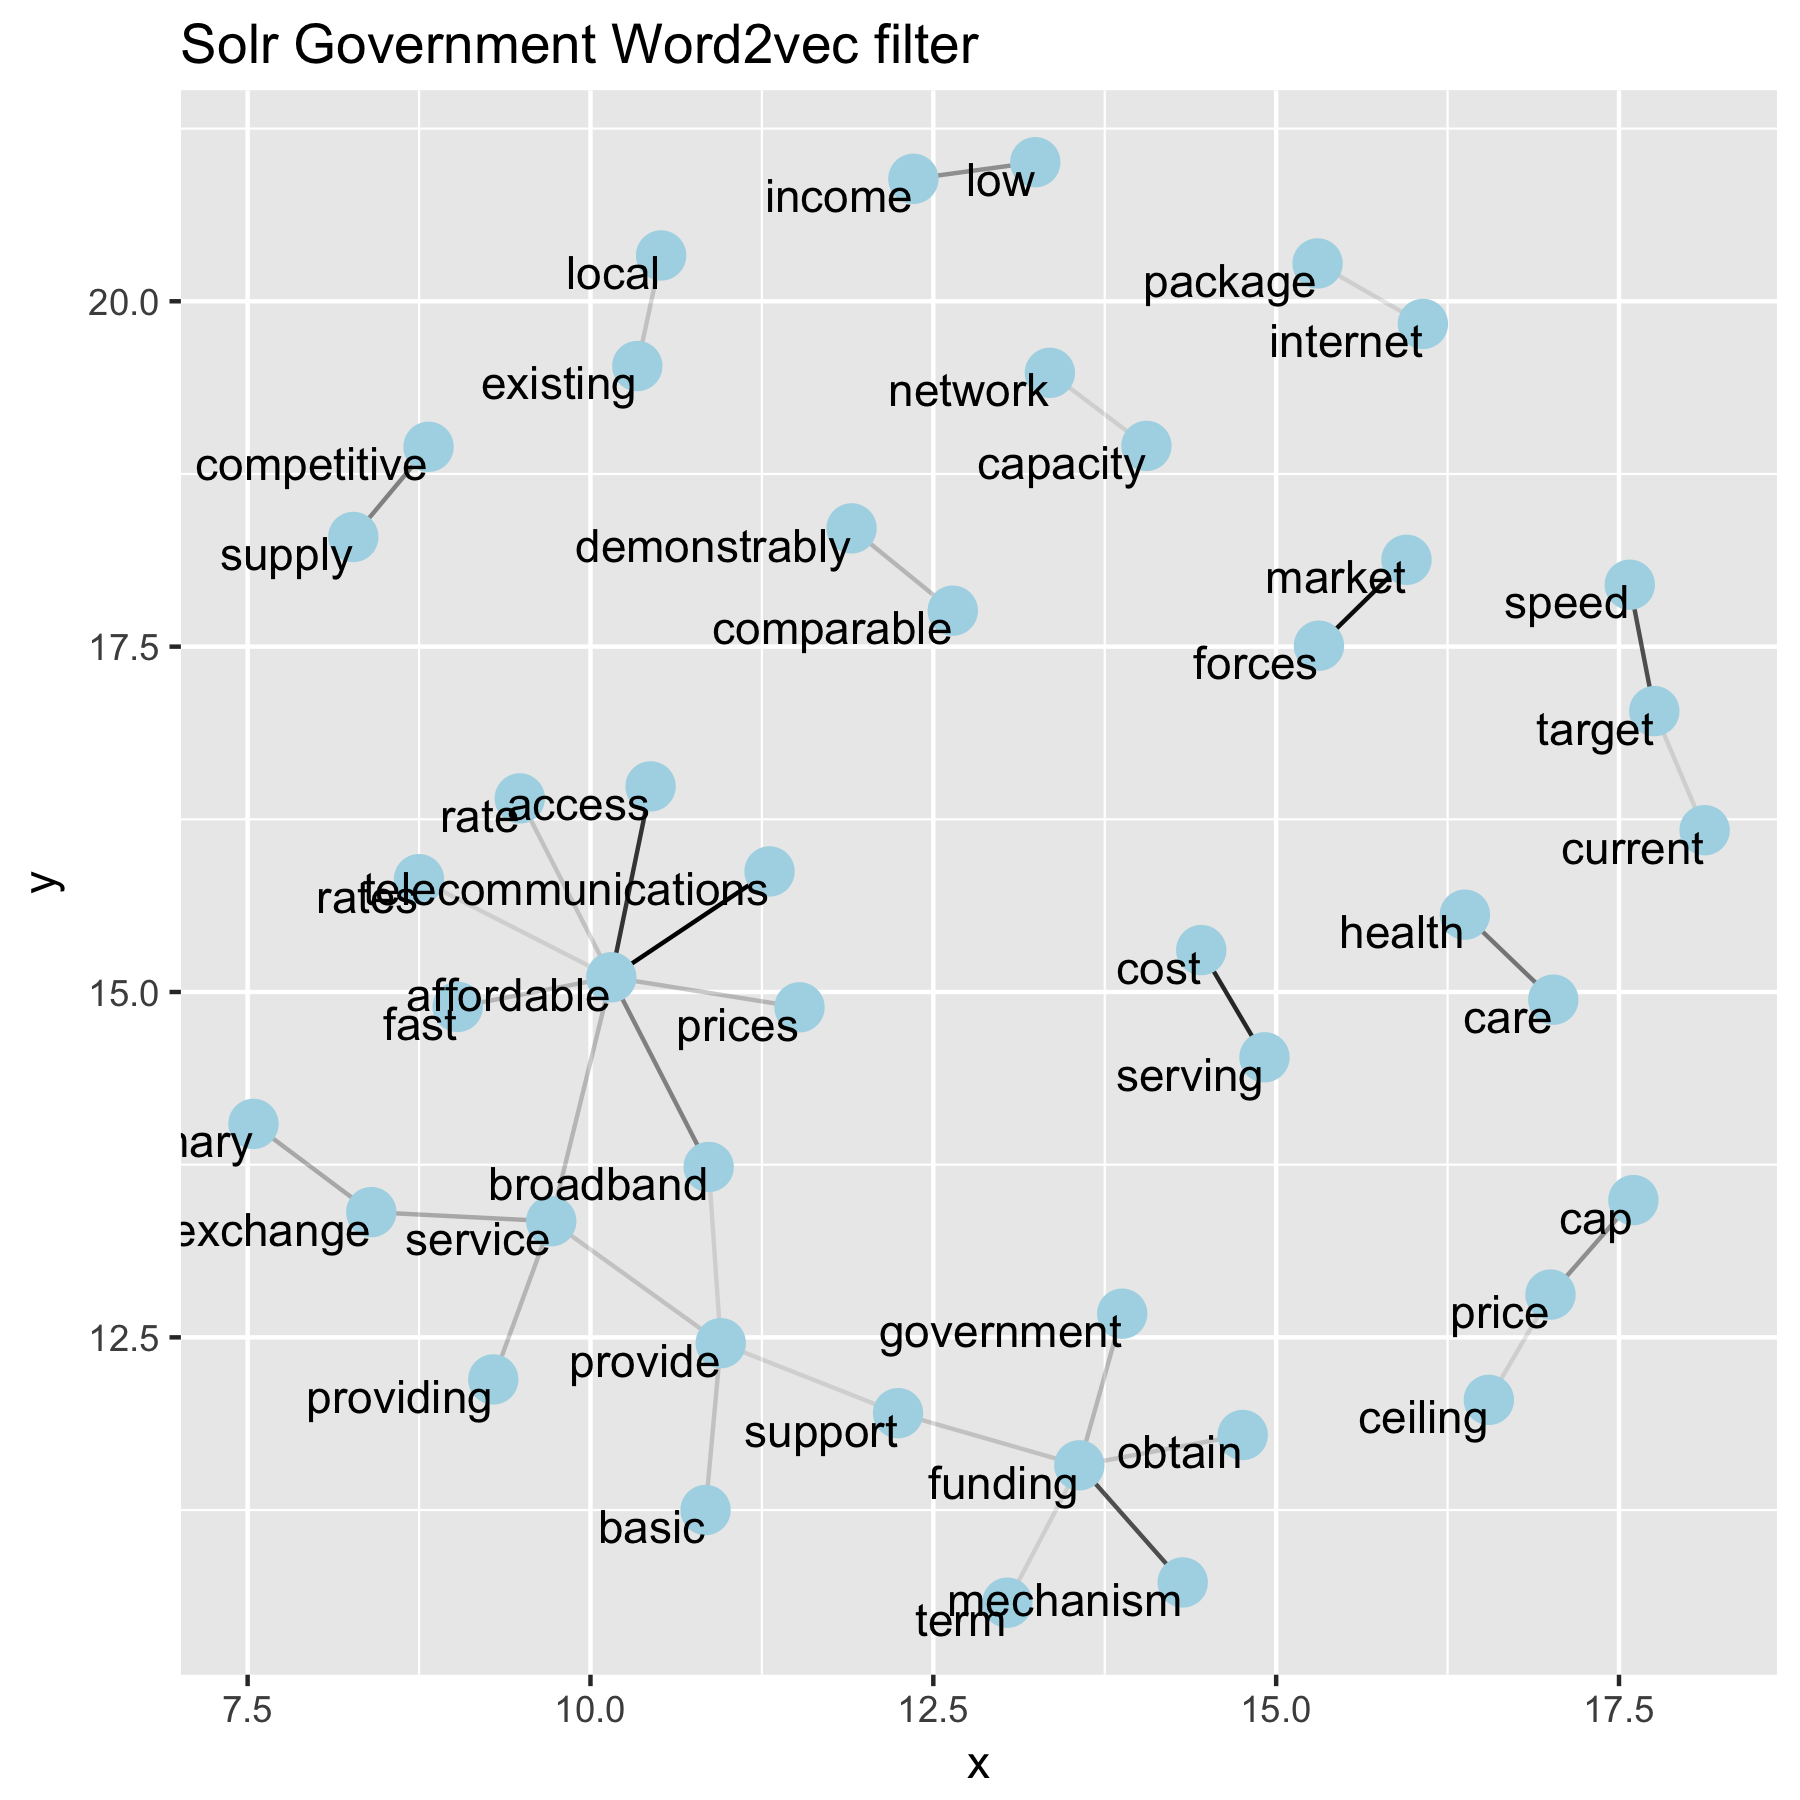 Solr Government Word2vec filter
income
low
local
package
internet
existing
network
competitive
capacity
supply
demonstrably
market
comparable
speed
forces
target
rate
access
current
rates
telecommunications
health
cost
affordable
fast
prices
care
serving
broadband
exchange
service
cap
price
government
provide
providing
ceiling
support
obtain
funding
basic
mechanism
term
20.0
17.5
15.0
12.5
y
7.5
10.0
12.5
15.0
17.5
x